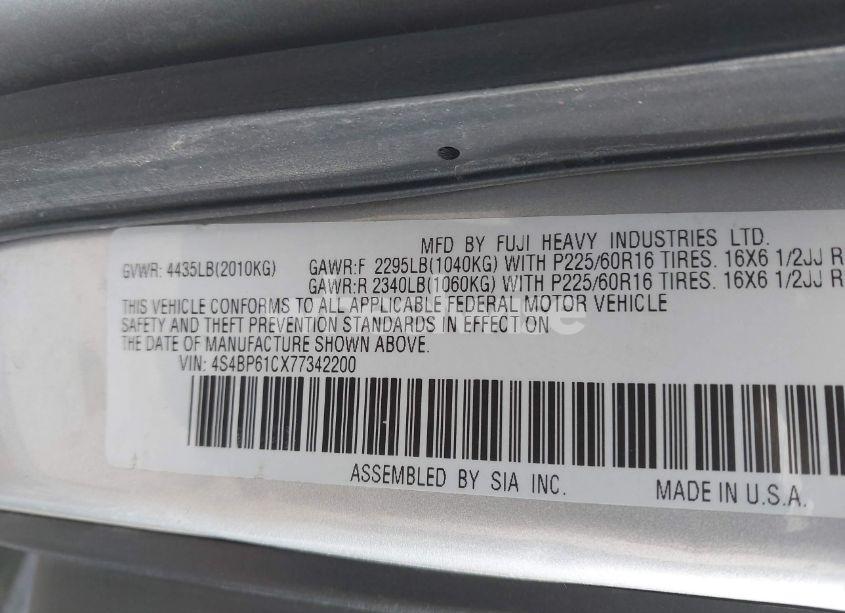 MFD BY FUJI HEAVY INDUSTRIES LTD.
GVWR: 4435LB(2010KG) GAWR:F 2295LB(1040KG) WITH P225/60R16 TIRES. 16X6 1/2JJ R
GAWR:R 2340LB(1060KG) WITH P225/60R16 TIRES. 16X6 1/2JJ R
THIS VEHICLE CONFORMS TO ALL APPLICABLE FEDERAL MOTOR VEHICLE
SAFETY AND THEFT PREVENTION STANDARDS IN EFFECT ON
THE DATE OF MANUFACTURE SHOWN ABOVE.
VIN: 4S4BP61CX77342200
ASSEMBLED BY SIA INC. MADE IN U.S.A.